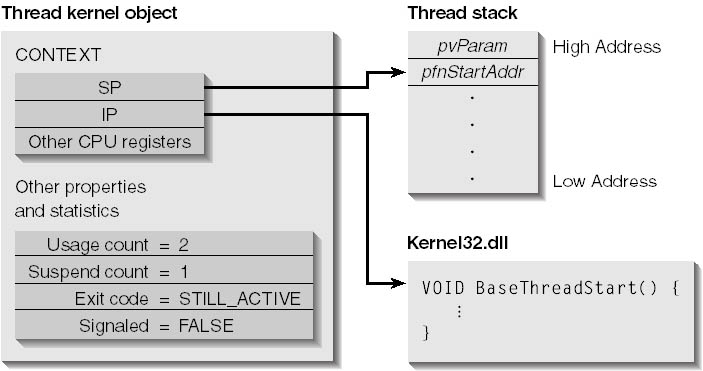 Thread kernel object
CONTEXT
SP
IP
Other CPU registers
Other properties
and statistics
Usage count = 2
Suspend count = 1
Exit code = STILL_ACTIVE
Signaled = FALSE
Thread stack
pvParam
pfnStartAddr
.
.
.
.
High Address
Low Address
Kernel32.dll
VOID BaseThreadStart() {
⋮
}